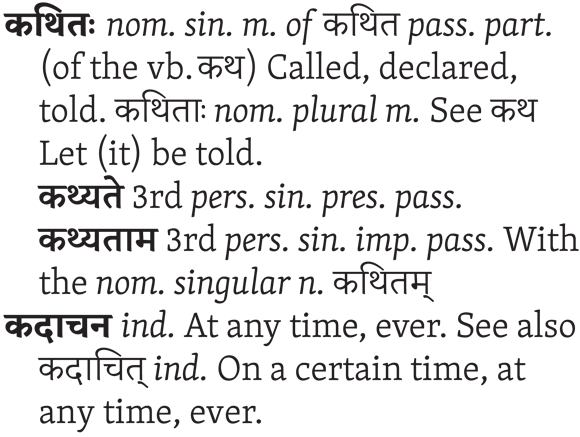 कथितः nom. sin. m. of कथित pass. part.
(of the vb. कथ) Called, declared,
told. कथिताः nom. plural m. See कथ
Let (it) be told.
कथ्यते 3rd pers. sin. pres. pass.
कथ्यताम 3rd pers. sin. imp. pass. With
the nom. singular n. कथितम्
कदाचन ind. At any time, ever. See also
कदाचित् ind. On a certain time, at
any time, ever.